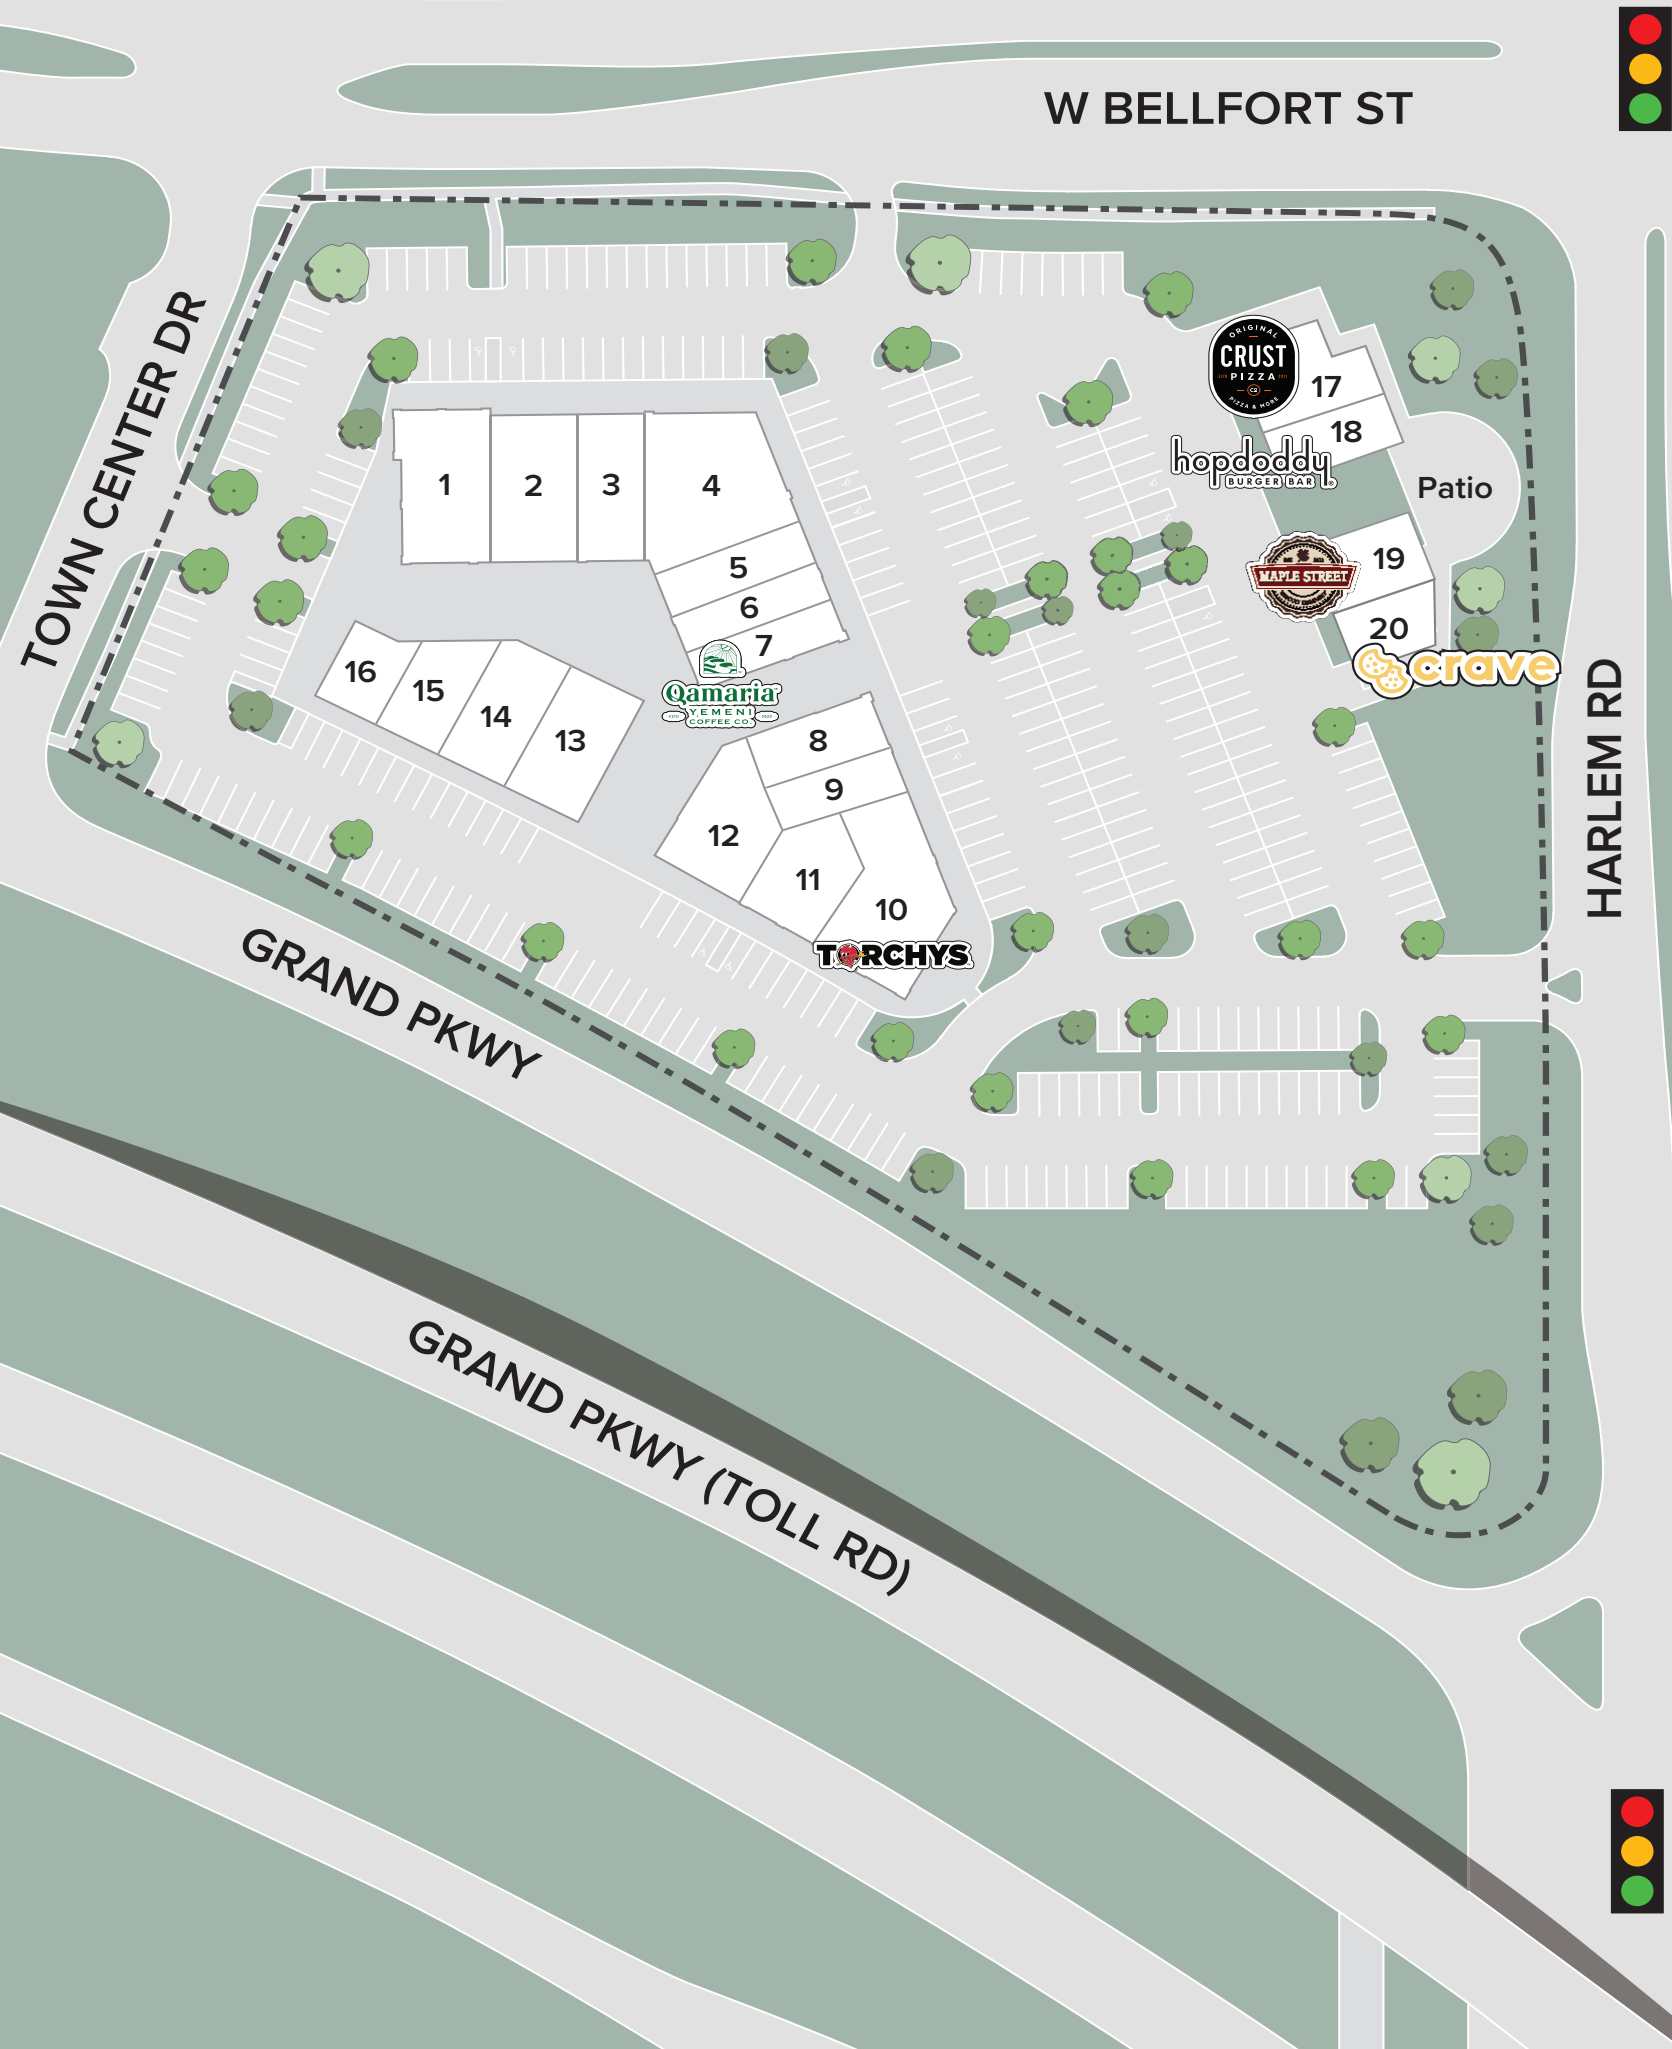 W BELLFORT ST
TOWN CENTER DR
ORIGINAL
CRUST
PIZZA
PIZZA & MORE
17
18
hopdoddy
BURGER BAR
Patio
1
2
3
4
5
6
7
Qamaria
YEMENI
COFFEE CO.
MAPLE STREET
19
20
crave
HARLEM RD
16
15
14
13
8
9
12
11
10
TORCHYS
GRAND PKWY
GRAND PKWY (TOLL RD)